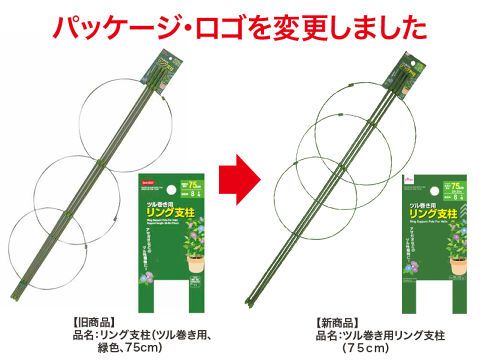 パッケージ・ロゴを変更しました
75cm
ツル巻き用
リング支柱
75cm
ツル巻き用
リング支柱
【旧商品】
品名:リング支柱(ツル巻き用、
緑色、75cm)
【新商品】
品名:ツル巻き用リング支柱
(75cm)